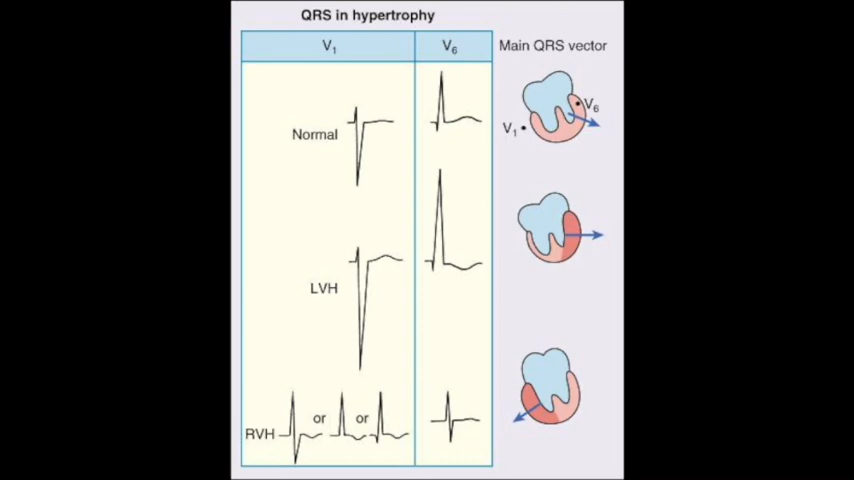 QRS in hypertrophy
V1 V6 Main QRS vector
V6
V1
Normal
LVH
or or
RVH